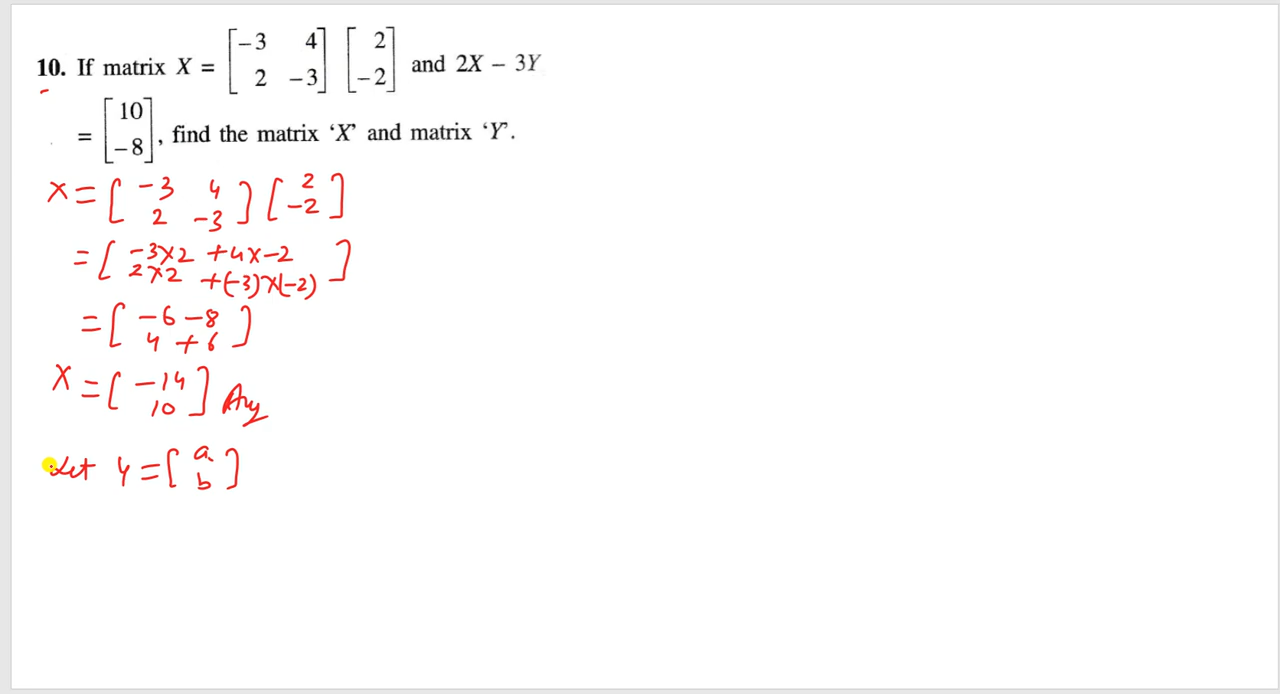 10. If matrix X = [-3 4; 2 -3] [2; -2] and 2X - 3Y
= [10; -8], find the matrix 'X' and matrix 'Y'.
X = [-3 4; 2 -3] [2; -2]
= [-3×2 +4×-2; 2×2 +(-3)×(-2)]
= [-6 -8; 4 +6]
X = [-14; 10] Ans
Let Y = [a; b]